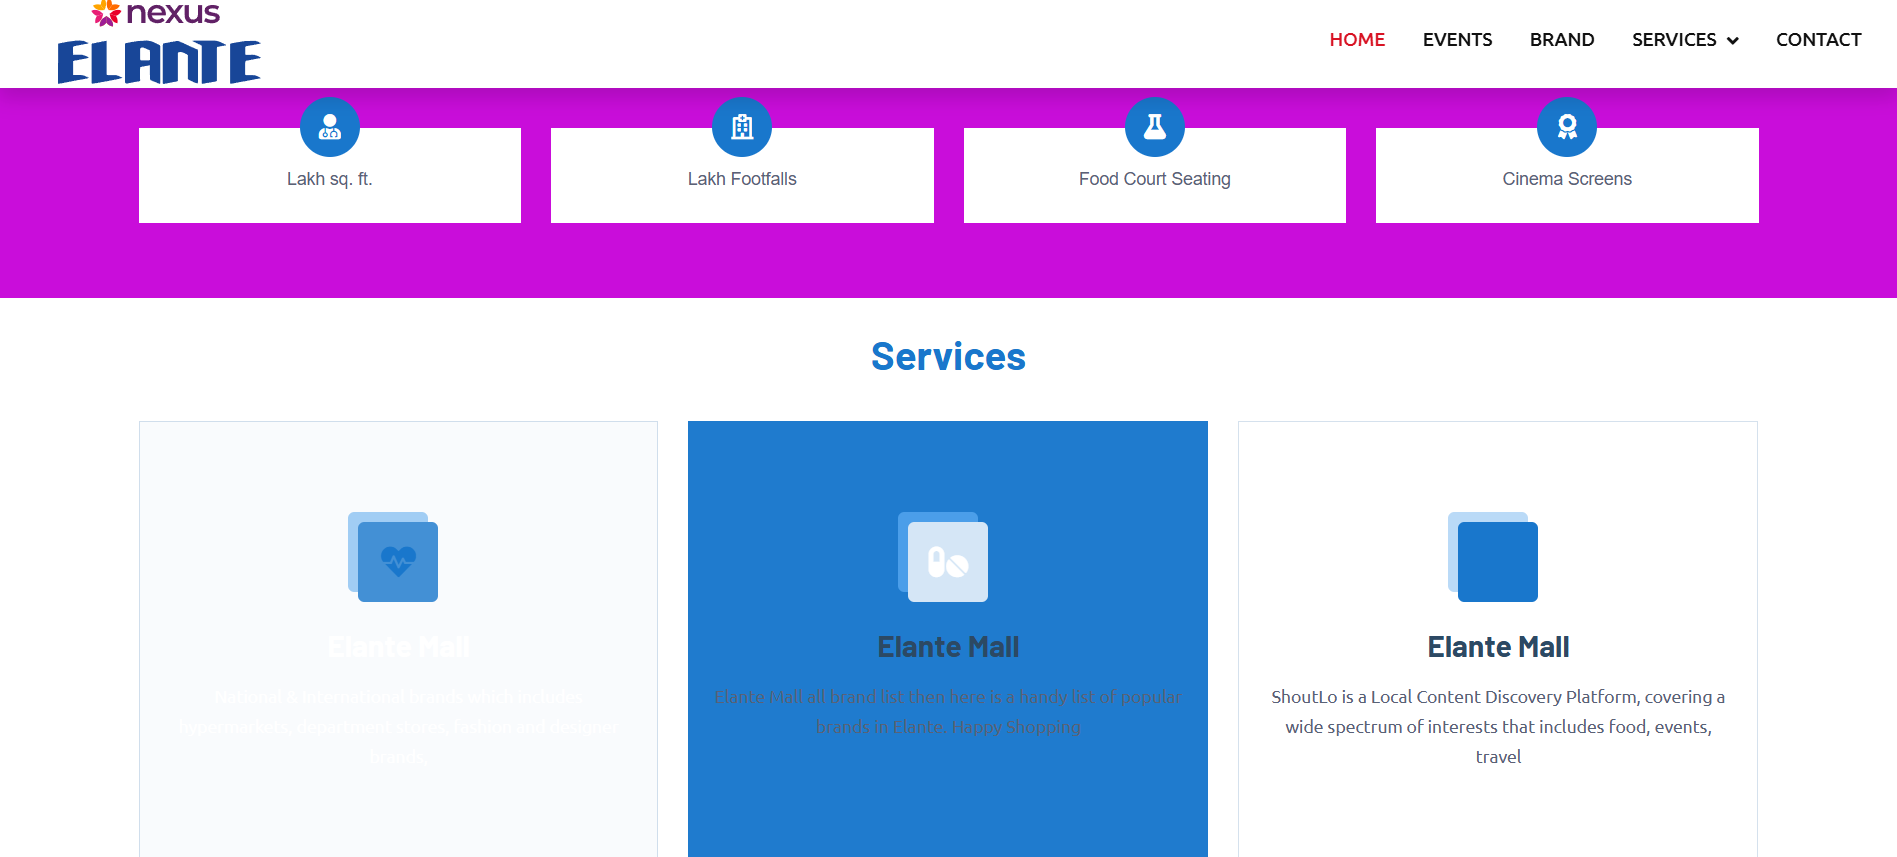 nexus
ELANTE
HOME EVENTS BRAND SERVICES CONTACT
Lakh sq. ft.
Lakh Footfalls
Food Court Seating
Cinema Screens
Services
Elante Mall
National & International brands which includes
hypermarkets, department stores, fashion and designer
brands,
Elante Mall
Elante Mall all brand list then here is a handy list of popular
brands in Elante. Happy Shopping
Elante Mall
ShoutLo is a Local Content Discovery Platform, covering a
wide spectrum of interests that includes food, events,
travel